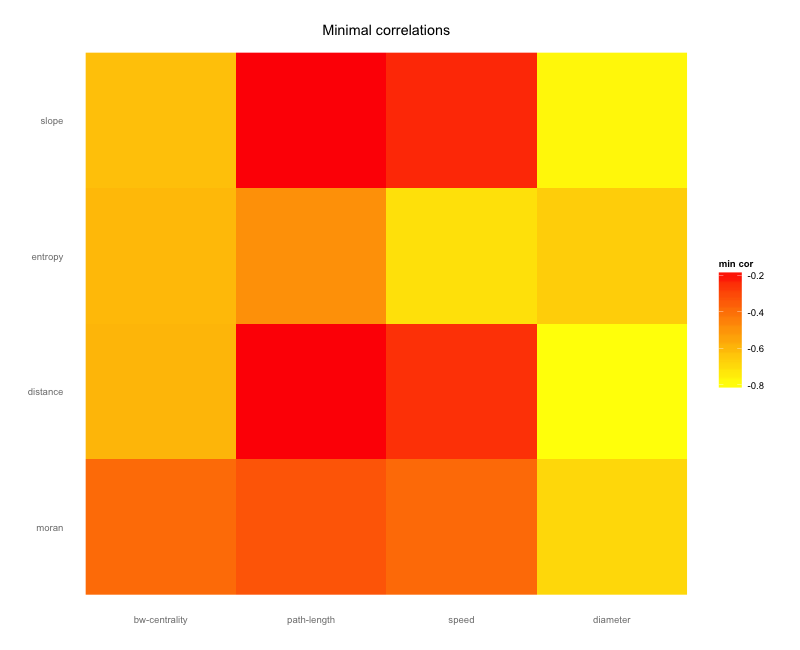 Minimal correlations
slope
entropy
distance
moran
bw-centrality
path-length
speed
diameter
min cor
-0.2
-0.4
-0.6
-0.8